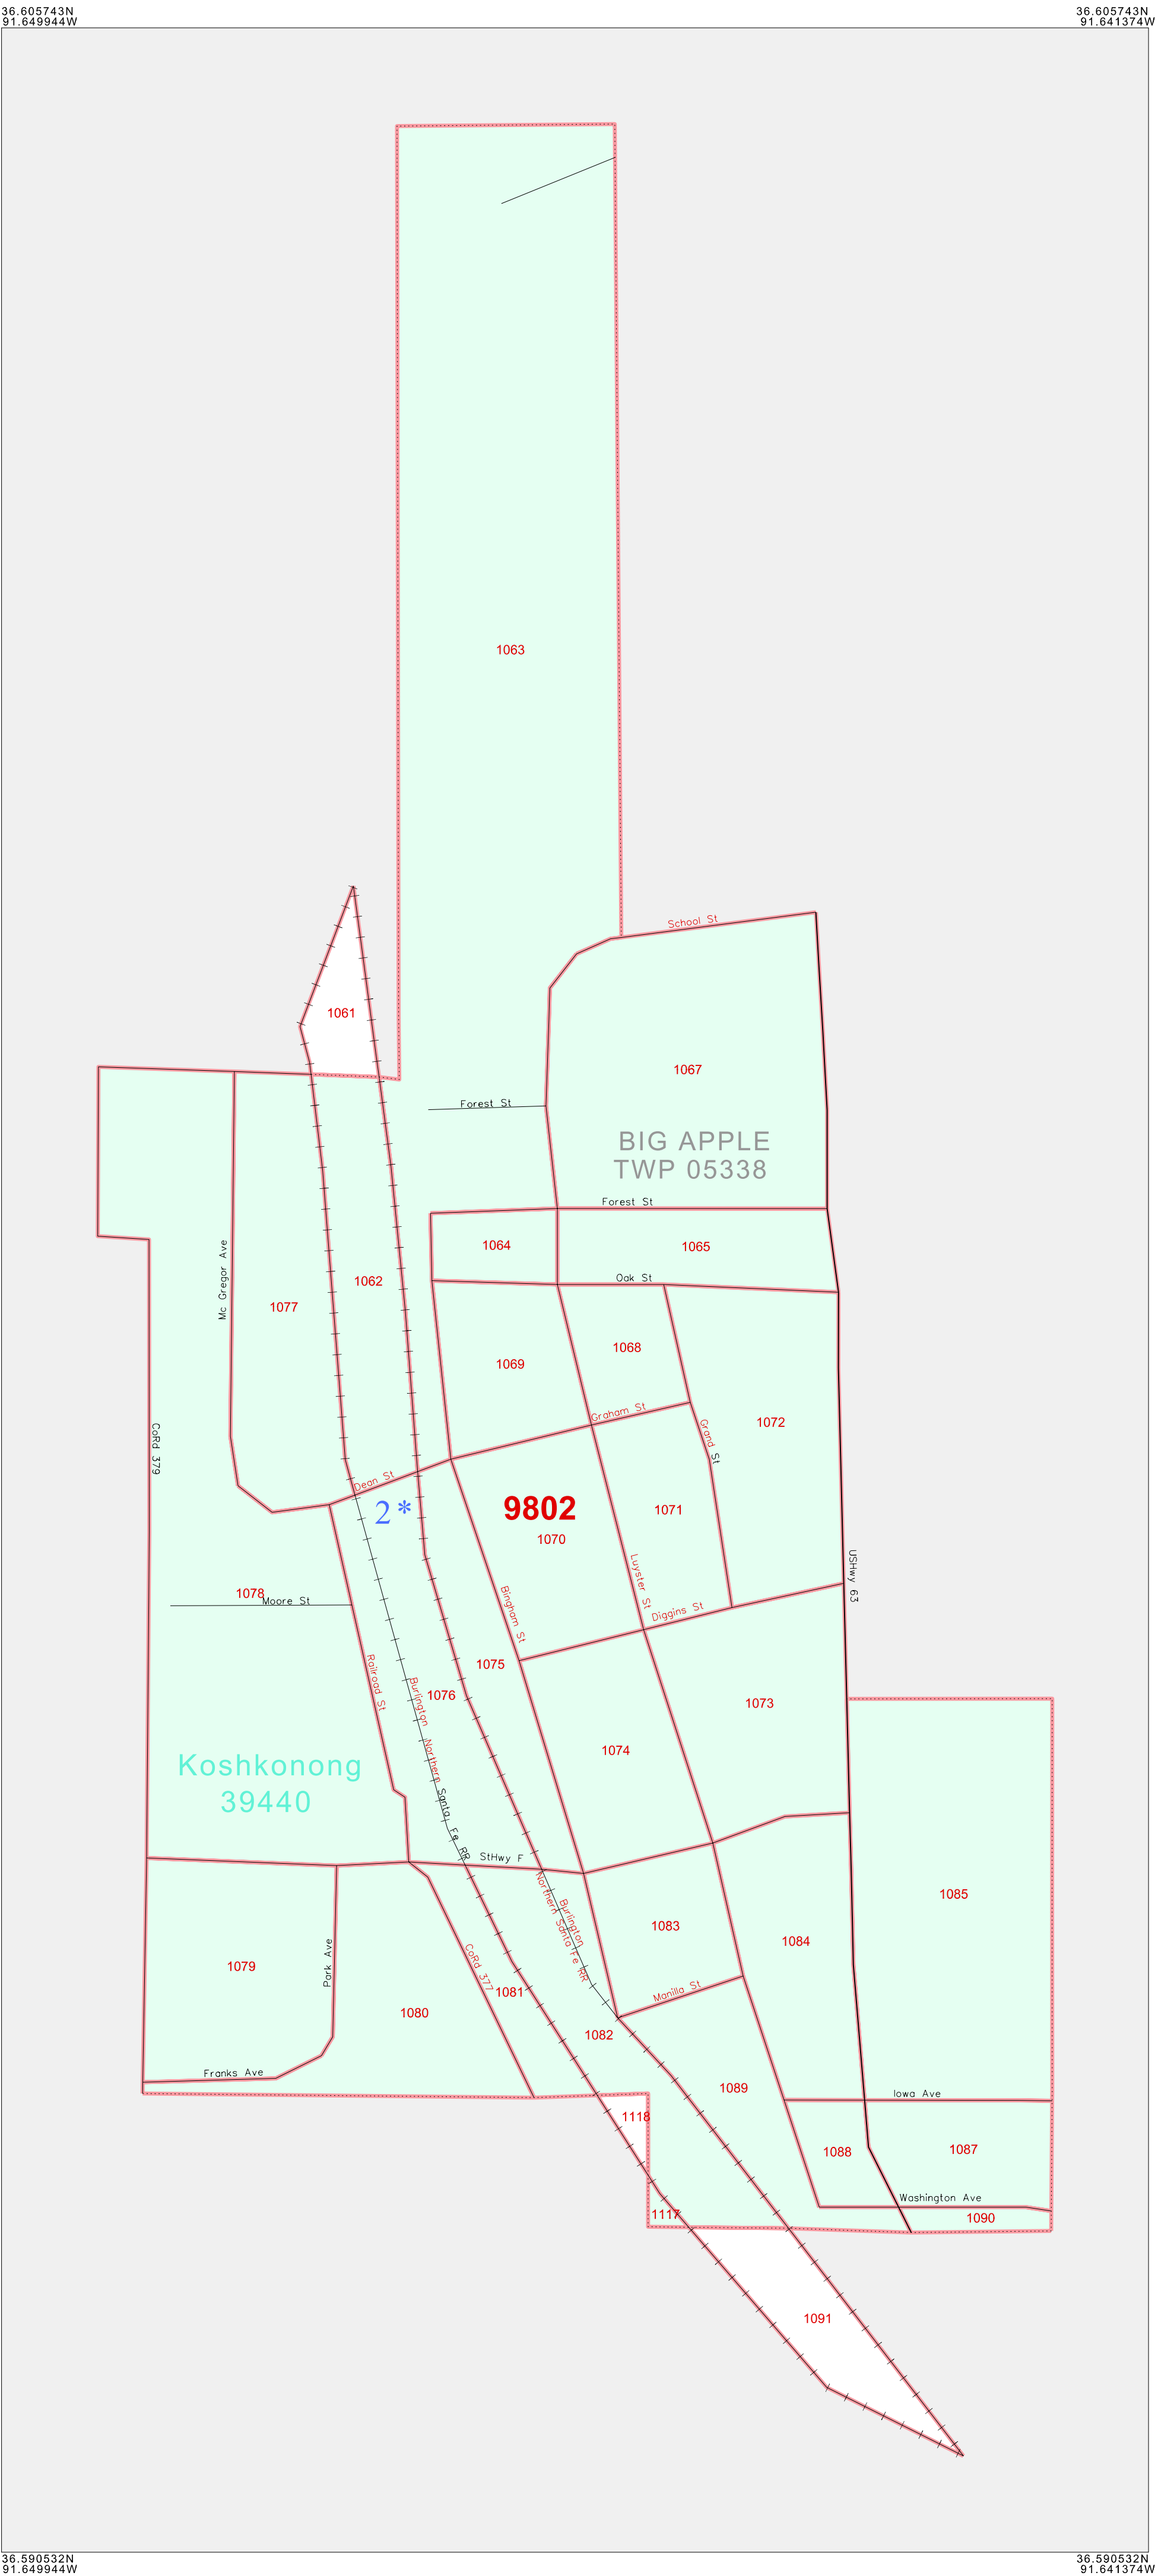 36.605743N
91.649944W
36.605743N
91.641374W
1063
School St
1061
1067
Forest St
BIG APPLE
TWP 05338
Forest St
1064
1065
Mc Gregor Ave
1062
Oak St
1077
1068
1069
Graham St
1072
Grand St
CoRd 379
Dean St
2*
9802
1071
1070
USHwy 63
Luyster St
1078
Moore St
Bingham St
Diggins St
Railroad St
1075
1076
Burlington Northern Santa Fe RR
1073
1074
Koshkonong
39440
StHwy F
1085
Burlington
Northern Santa Fe RR
1083
1084
Park Ave
1079
CoRd 377
1081
Manilla St
1080
1082
Franks Ave
1089
Iowa Ave
1118
1088
1087
Washington Ave
1117
1090
1091
36.590532N
91.649944W
36.590532N
91.641374W